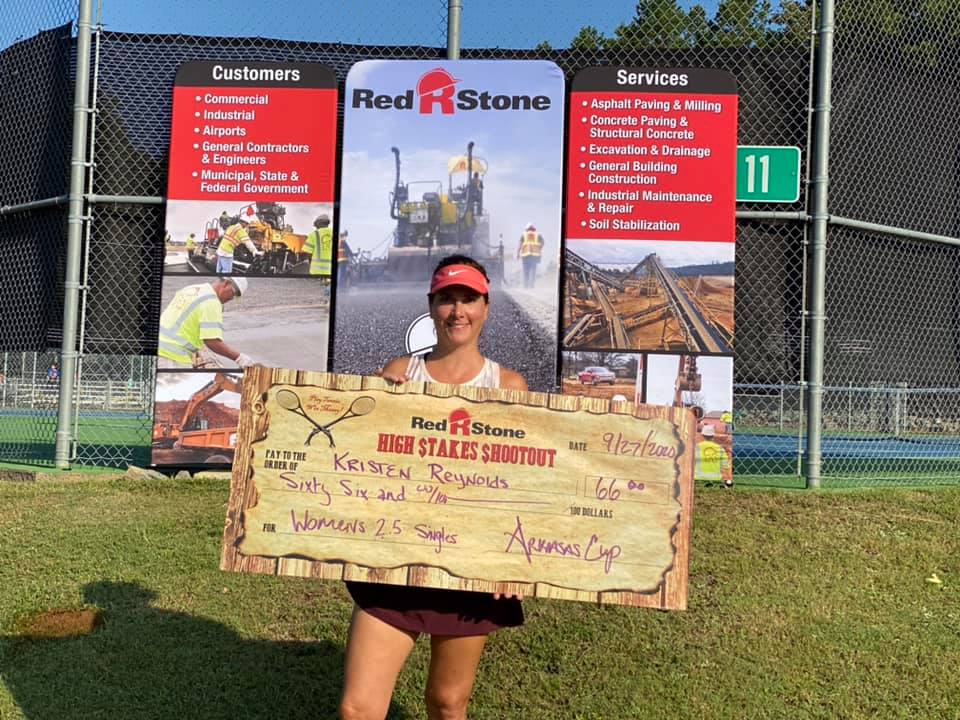 Customers
• Commercial
• Industrial
• Airports
• General Contractors
& Engineers
• Municipal, State &
Federal Government
Red R Stone
Services
• Asphalt Paving & Milling
• Concrete Paving &
Structural Concrete
• Excavation & Drainage
• General Building
Construction
• Industrial Maintenance
& Repair
• Soil Stabilization
11
Play Tennis
Win Money!
Red R Stone
HIGH $TAKES $HOOTOUT
DATE 9/27/2020
PAY TO THE
ORDER OF Kristen Reynolds
Sixty Six and 00/100
66 00
100 DOLLARS
FOR Womens 2.5 Singles
Arkansas Cup